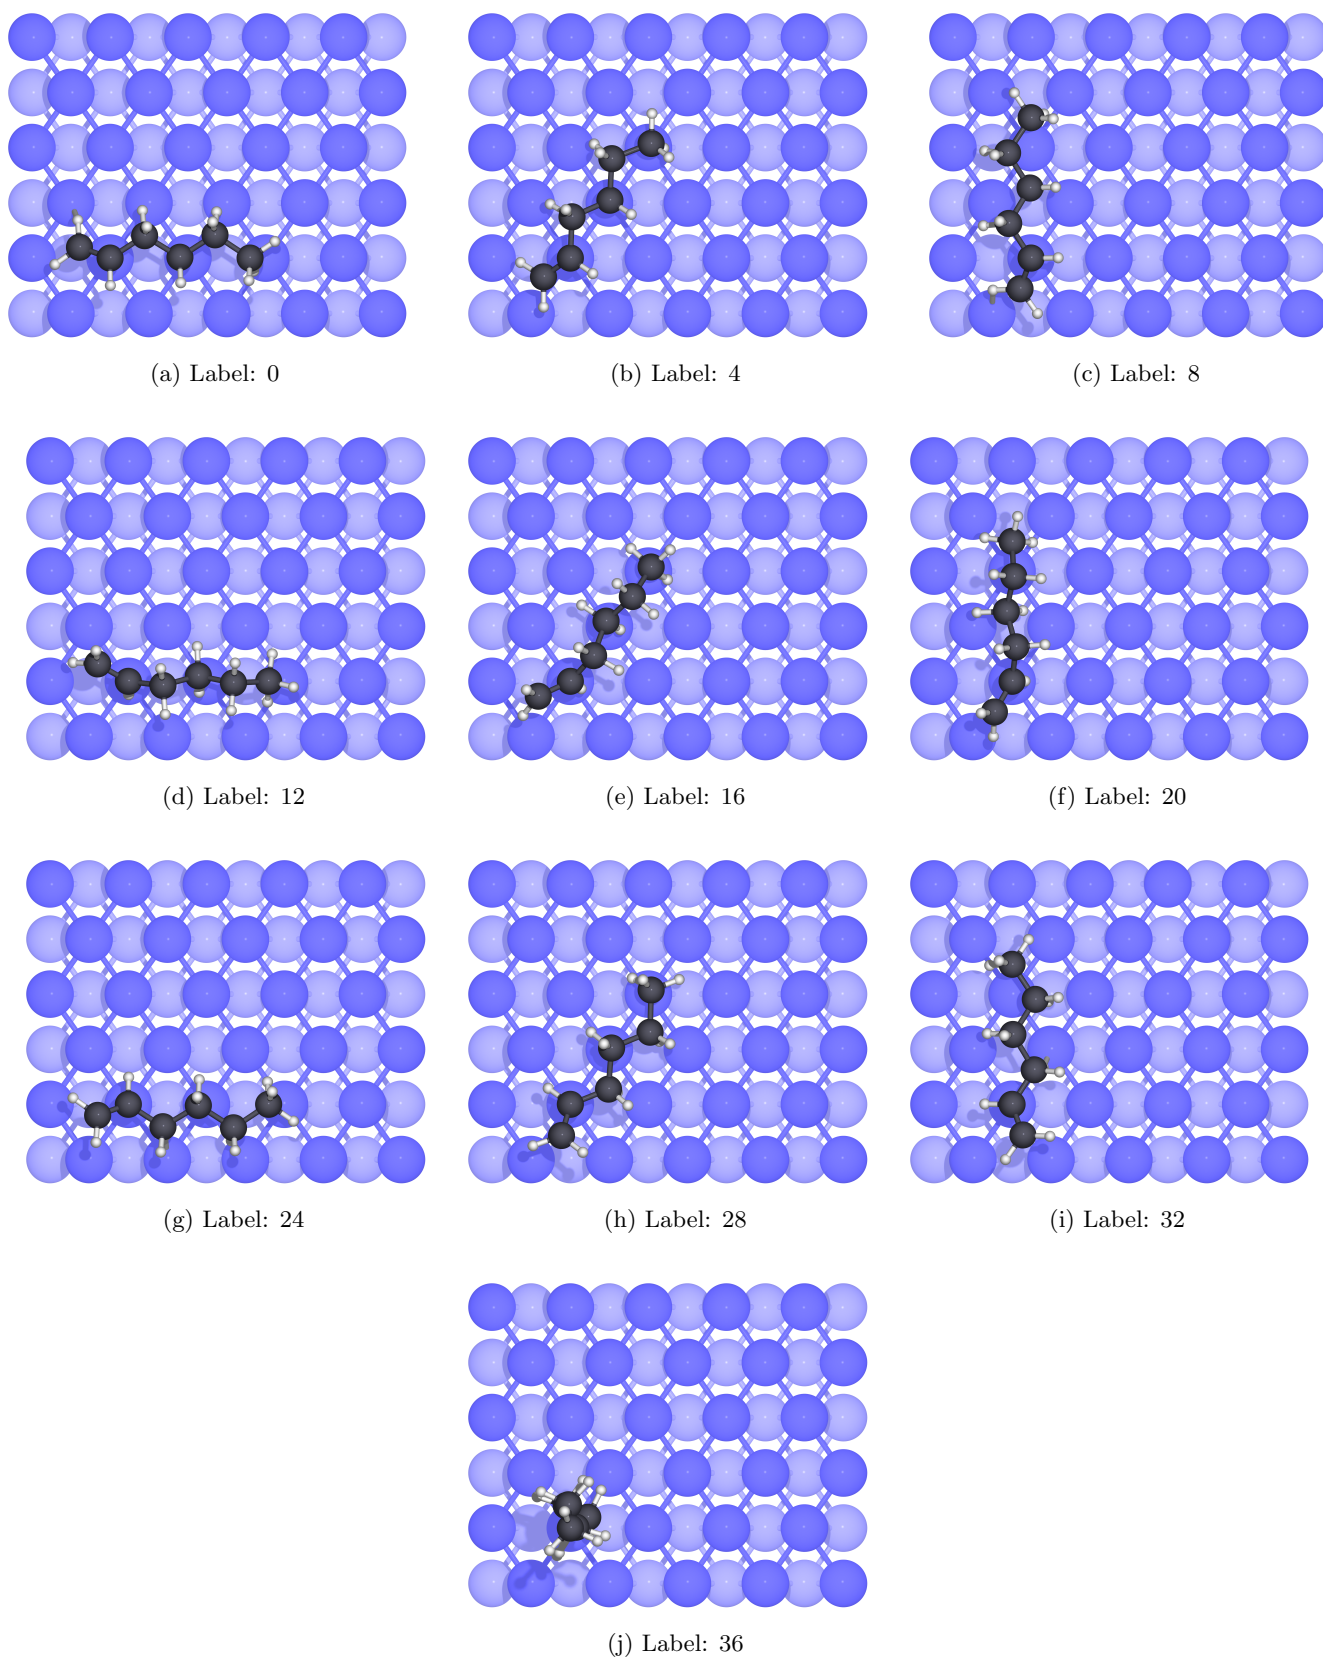 (a) Label: 0
(b) Label: 4
(c) Label: 8
(d) Label: 12
(e) Label: 16
(f) Label: 20
(g) Label: 24
(h) Label: 28
(i) Label: 32
(j) Label: 36